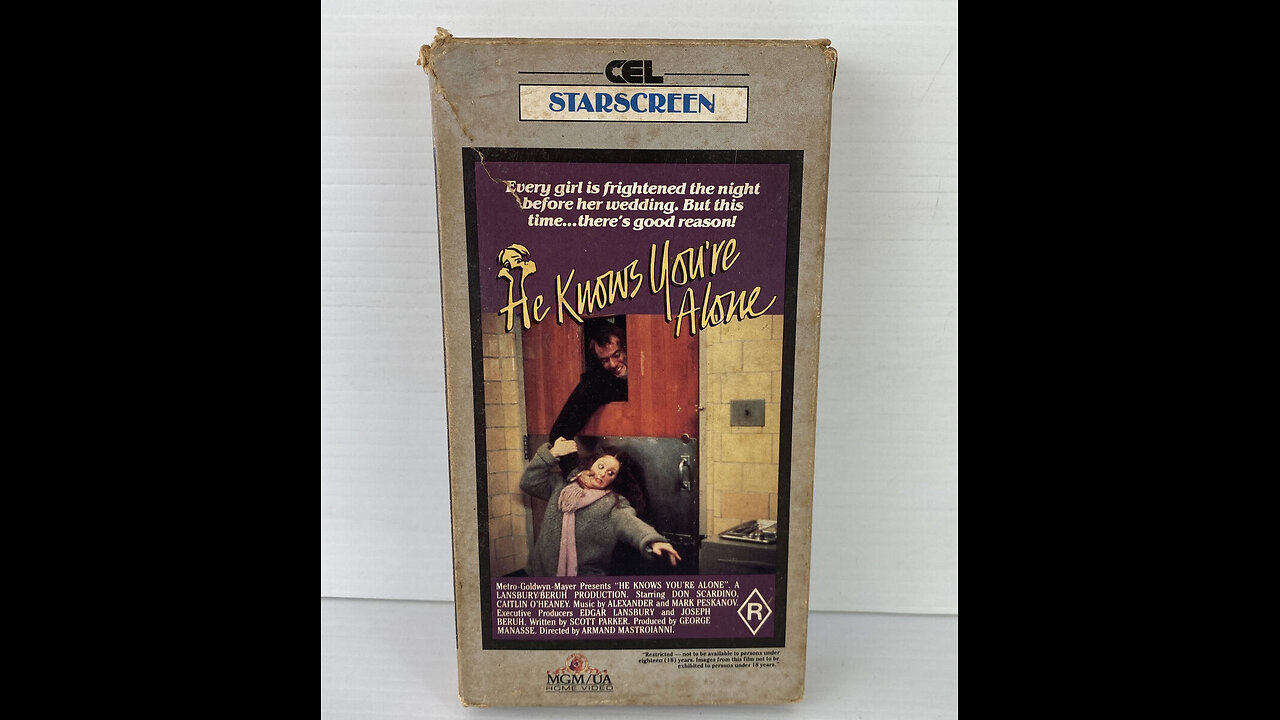 CEL
STARSCREEN
Every girl is frightened the night
before her wedding. But this
time...there's good reason!
He Knows You're
Alone
Metro-Goldwyn-Mayer Presents "HE KNOWS YOU'RE ALONE". A
LANSBURY/BERUH PRODUCTION. Starring DON SCARDINO,
CAITLIN O'HEANEY. Music by ALEXANDER and MARK PESKANOV.
Executive Producers EDGAR LANSBURY and JOSEPH
BERUH. Written by SCOTT PARKER. Produced by GEORGE
MANASSE. Directed by ARMAND MASTROIANNI.
R
"Restricted — not to be available to persons under
eighteen (18) years. Images from this film not to be
exhibited to persons under 18 years."
MGM/UA
HOME VIDEO